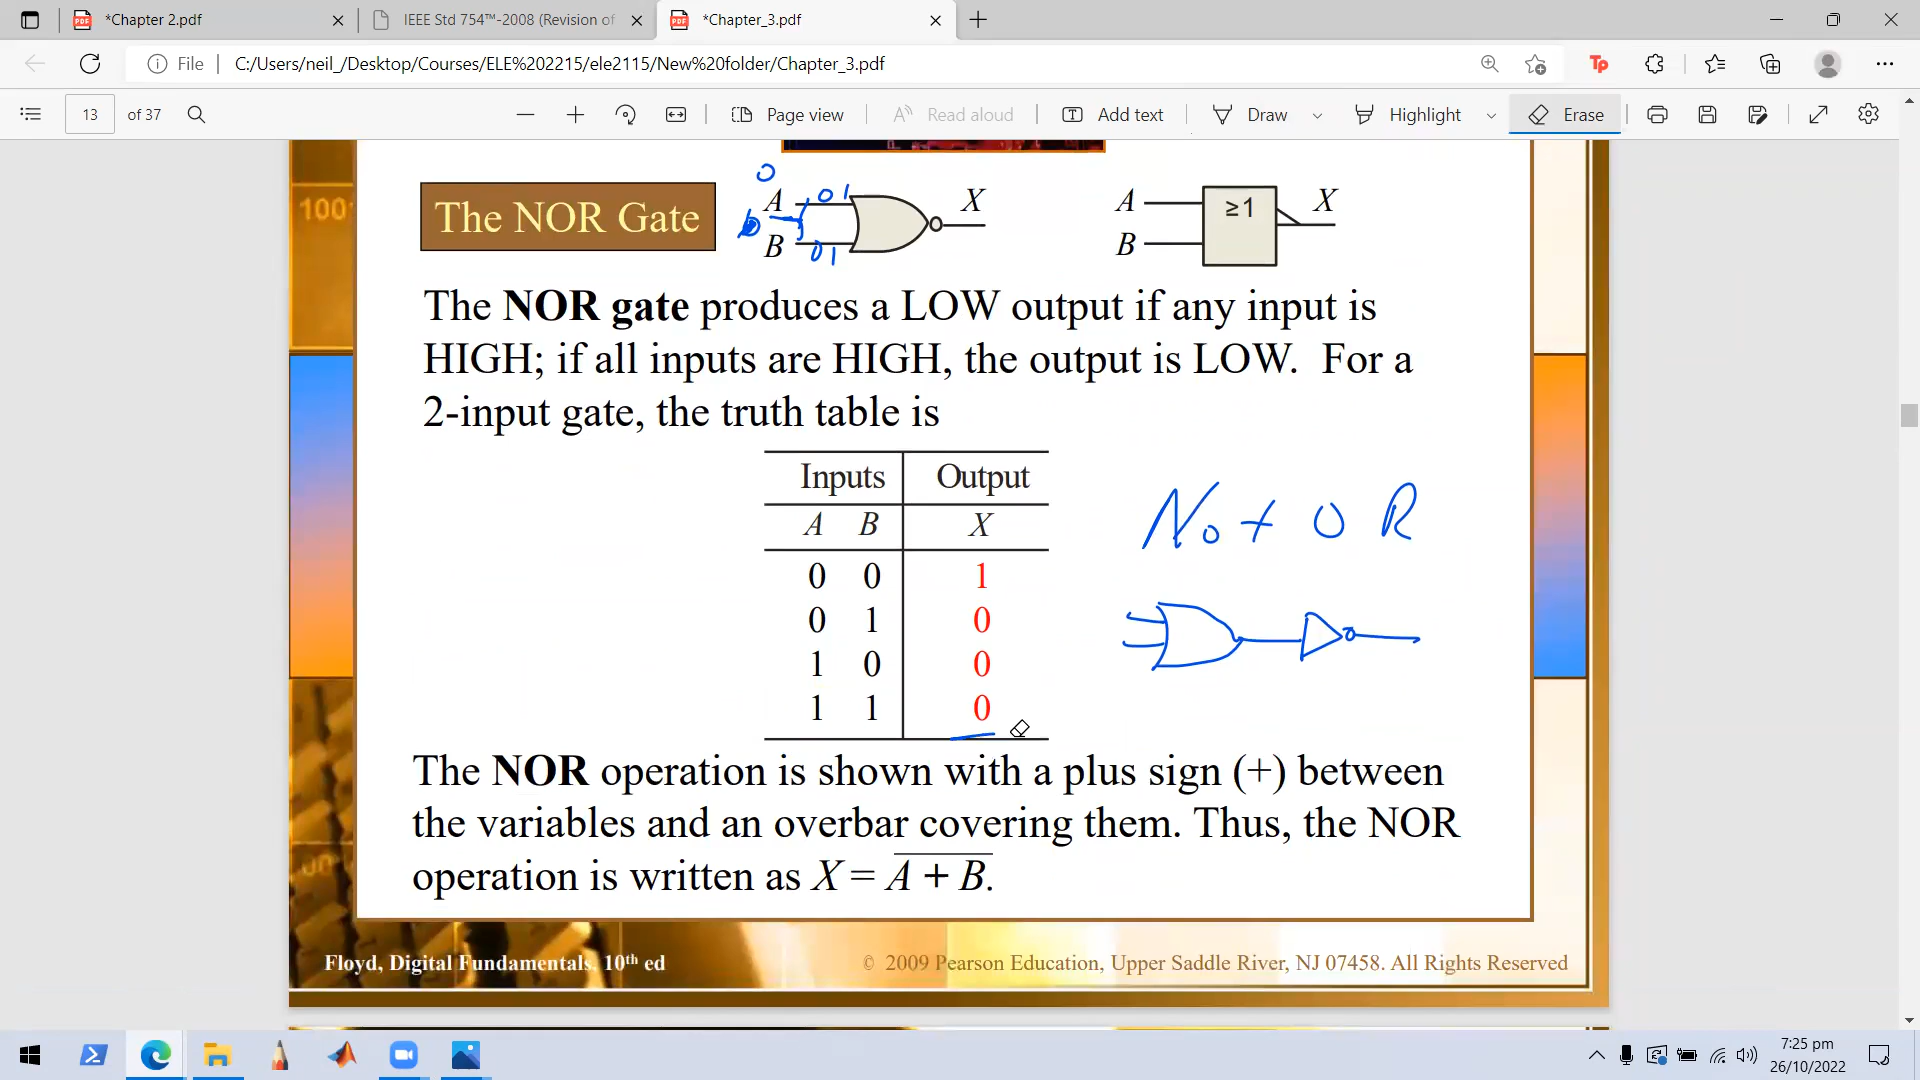 *Chapter 2.pdf
IEEE Std 754™-2008 (Revision of
*Chapter_3.pdf
File
C:/Users/neil_/Desktop/Courses/ELE%202215/ele2115/New%20folder/Chapter_3.pdf
13 of 37
Page view
Read aloud
Add text
Draw
Highlight
Erase
100
The NOR Gate
0
A 0 1 X
B 0 1
A ≥1 X
B
The NOR gate produces a LOW output if any input is
HIGH; if all inputs are HIGH, the output is LOW. For a
2-input gate, the truth table is
Inputs Output
A B X
0 0 1
0 1 0
1 0 0
1 1 0
Not OR
The NOR operation is shown with a plus sign (+) between
the variables and an overbar covering them. Thus, the NOR
operation is written as X = A + B.
Floyd, Digital Fundamentals, 10th ed
© 2009 Pearson Education, Upper Saddle River, NJ 07458. All Rights Reserved
7:25 pm
26/10/2022